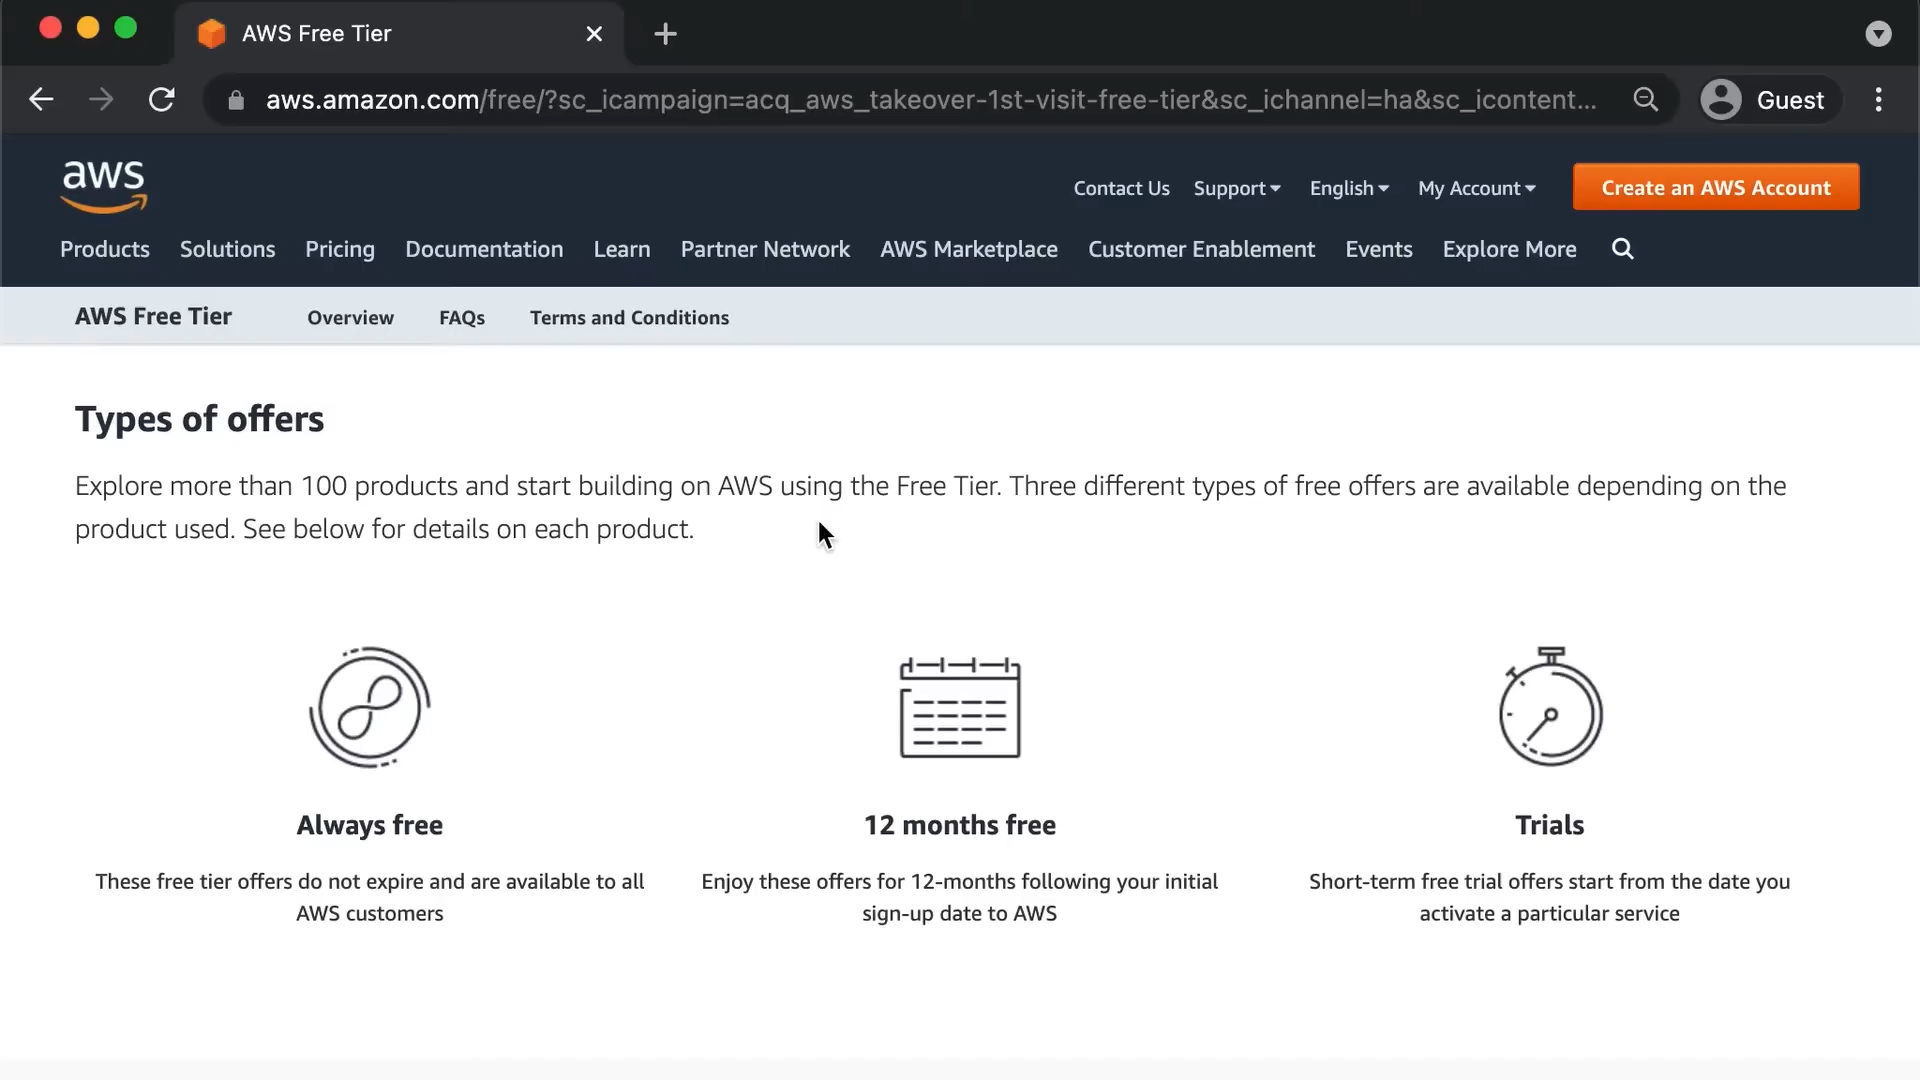 AWS Free Tier
aws.amazon.com/free/?sc_icampaign=acq_aws_takeover-1st-visit-free-tier&sc_ichannel=ha&sc_icontent...
Guest
aws
Contact Us Support English My Account Create an AWS Account
Products Solutions Pricing Documentation Learn Partner Network AWS Marketplace Customer Enablement Events Explore More
AWS Free Tier Overview FAQs Terms and Conditions
Types of offers
Explore more than 100 products and start building on AWS using the Free Tier. Three different types of free offers are available depending on the
product used. See below for details on each product.
Always free
These free tier offers do not expire and are available to all
AWS customers
12 months free
Enjoy these offers for 12-months following your initial
sign-up date to AWS
Trials
Short-term free trial offers start from the date you
activate a particular service